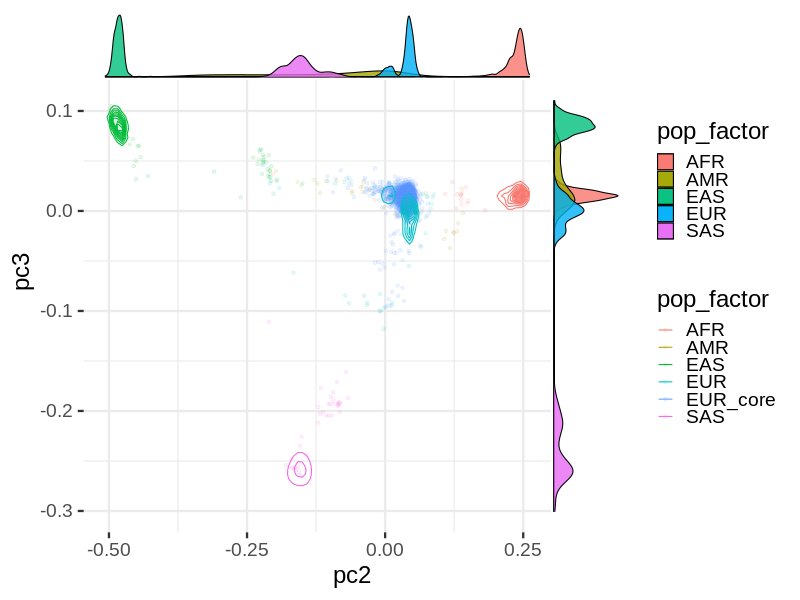 0.1
0.0
-0.1
-0.2
-0.3
pc3
-0.50
-0.25
0.00
0.25
pc2
pop_factor
AFR
AMR
EAS
EUR
SAS
pop_factor
AFR
AMR
EAS
EUR
EUR_core
SAS